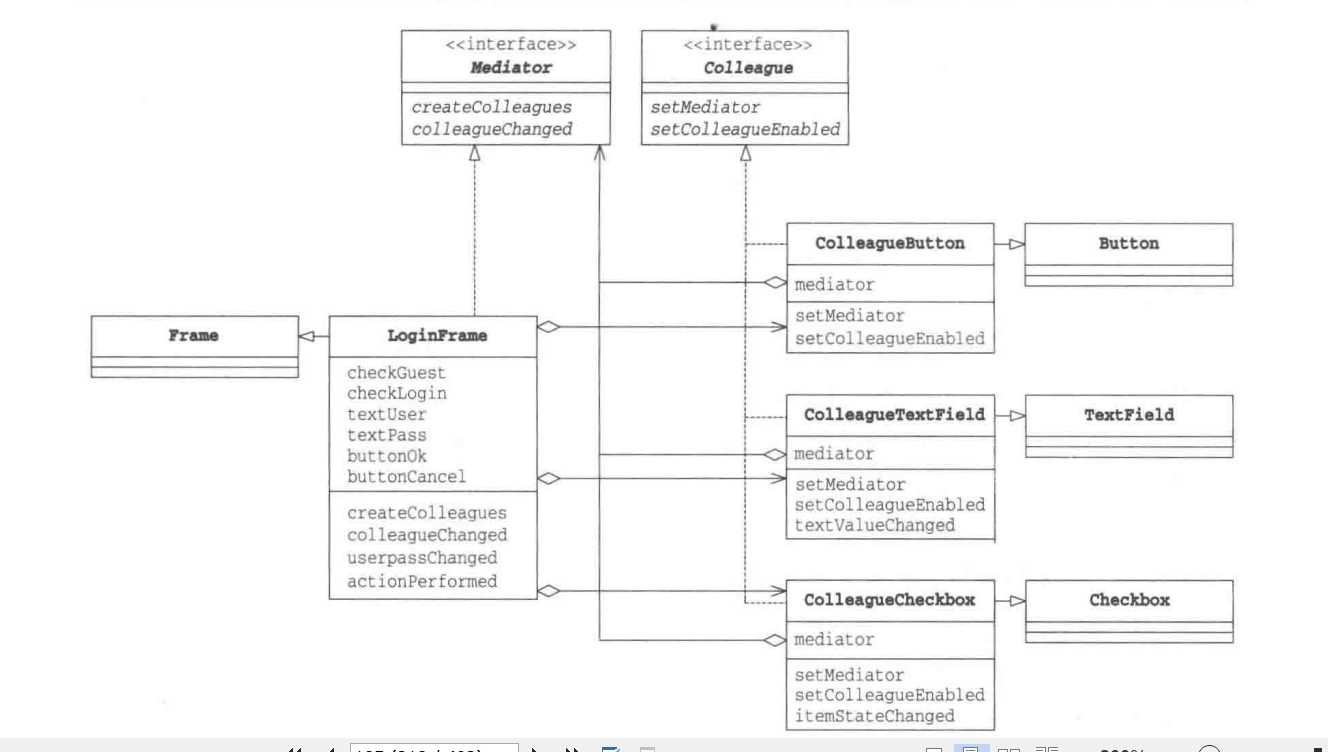 <<interface>>
Mediator
createColleagues
colleagueChanged
<<interface>>
Colleague
setMediator
setColleagueEnabled
ColleagueButton
mediator
setMediator
setColleagueEnabled
Button
Frame
LoginFrame
checkGuest
checkLogin
textUser
textPass
buttonOk
buttonCancel
createColleagues
colleagueChanged
userpassChanged
actionPerformed
ColleagueTextField
mediator
setMediator
setColleagueEnabled
textValueChanged
TextField
ColleagueCheckbox
mediator
setMediator
setColleagueEnabled
itemStateChanged
Checkbox